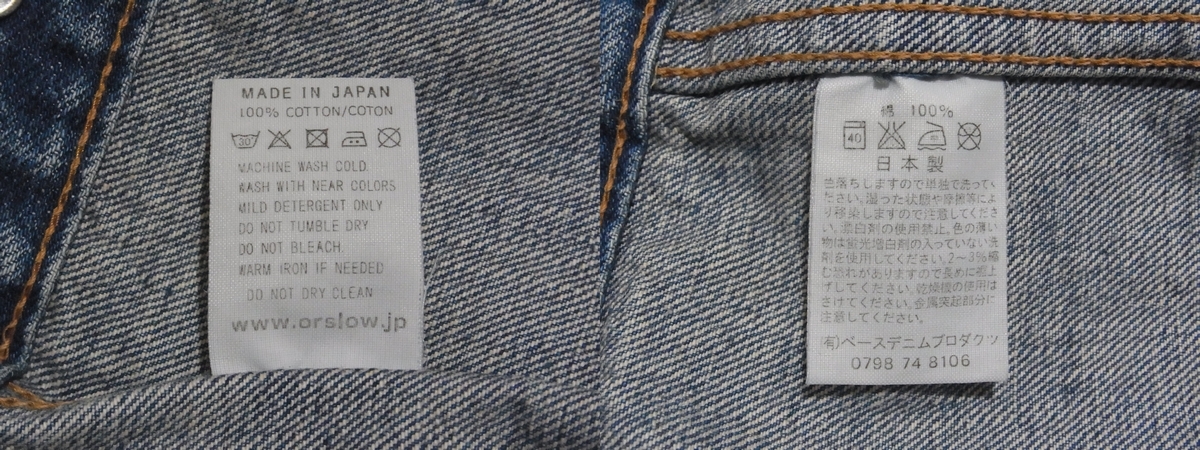 MADE IN JAPAN
100% COTTON/COTON
30
MACHINE WASH COLD.
WASH WITH NEAR COLORS
MILD DETERGENT ONLY
DO NOT TUMBLE DRY
DO NOT BLEACH.
WARM IRON IF NEEDED
DO NOT DRY CLEAN
www.orslow.jp
綿 100%
40
日本製
色落ちしますので単独で洗ってく
ださい。湿った状態や摩擦等によ
り移染しますので注意してくださ
い。漂白剤の使用禁止。色の薄い
物は蛍光増白剤の入っていない洗
剤を使用してください。2〜3%縮
む恐れがありますので長めに裾上
げしてください。乾燥機の使用は
さけてください。金属突起部分に
注意してください。
(有)ベースデニムプロダクツ
0798 74 8106